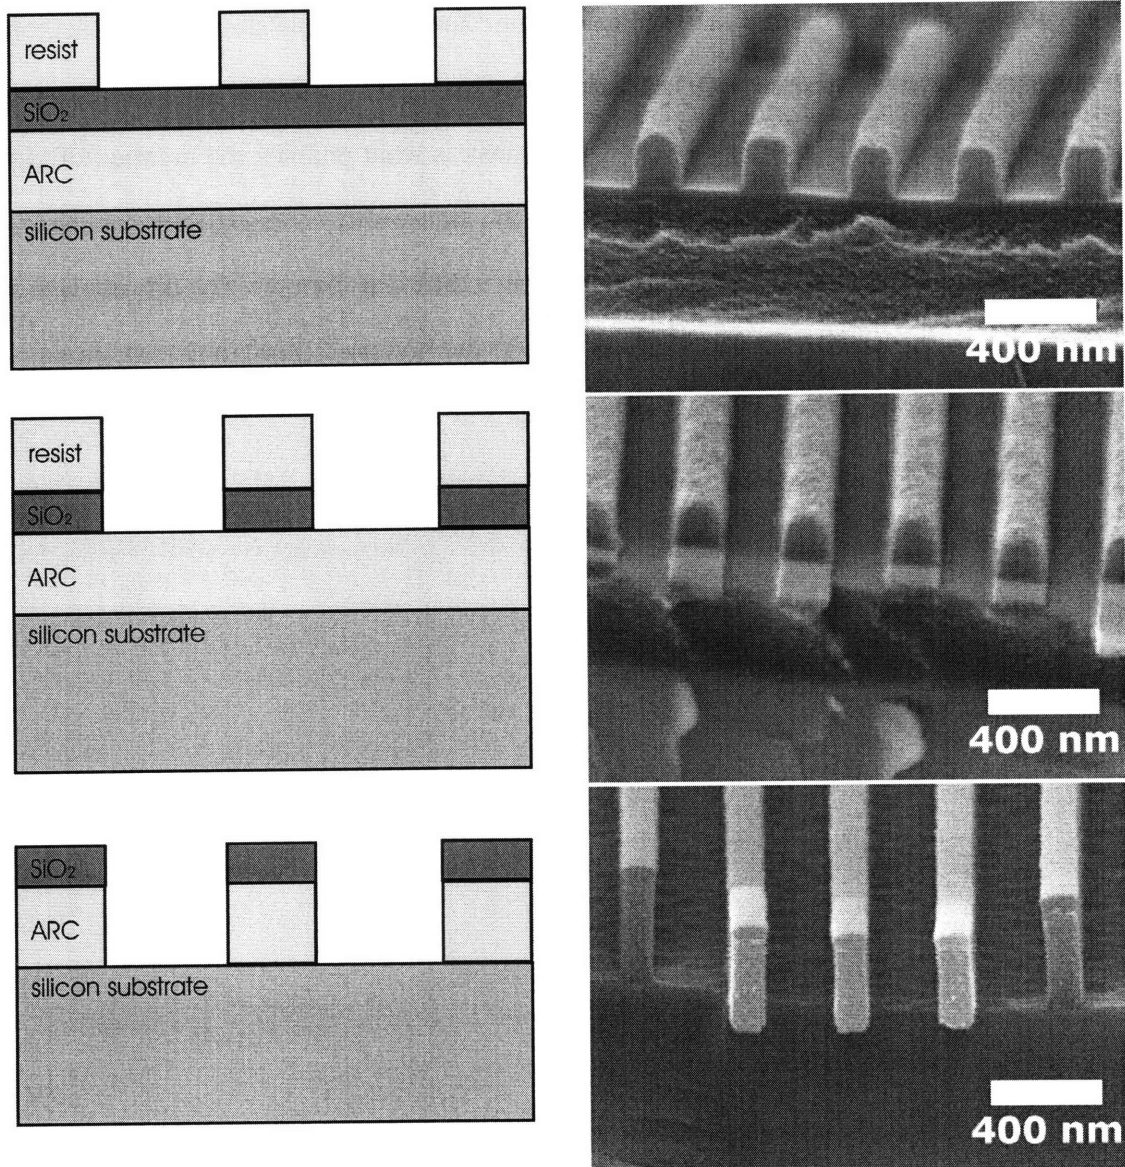 resist
SiO₂
ARC
silicon substrate
400 nm
resist
SiO₂
ARC
silicon substrate
400 nm
SiO₂
ARC
silicon substrate
400 nm